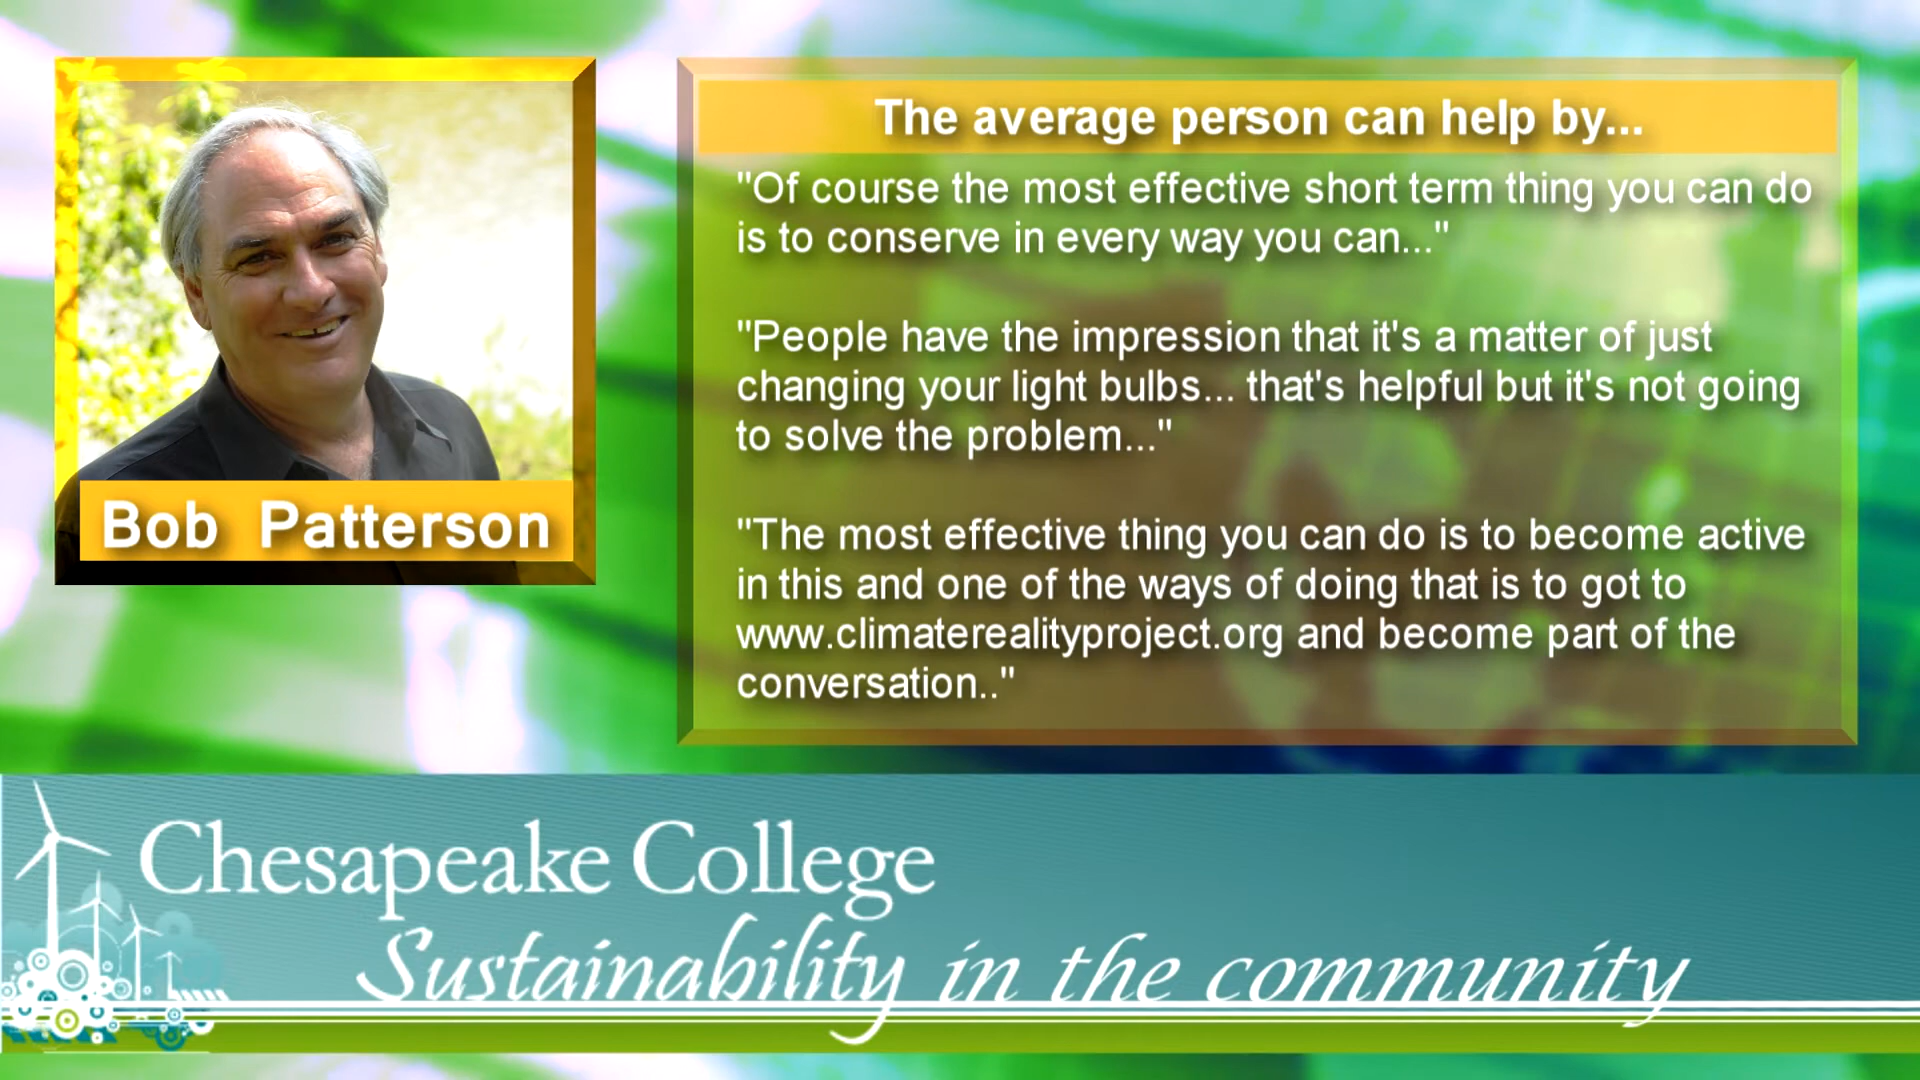 The average person can help by...
"Of course the most effective short term thing you can do
is to conserve in every way you can..."
"People have the impression that it's a matter of just
changing your light bulbs... that's helpful but it's not going
to solve the problem..."
"The most effective thing you can do is to become active
in this and one of the ways of doing that is to got to
www.climaterealityproject.org and become part of the
conversation.."
Bob Patterson
Chesapeake College
Sustainability in the community